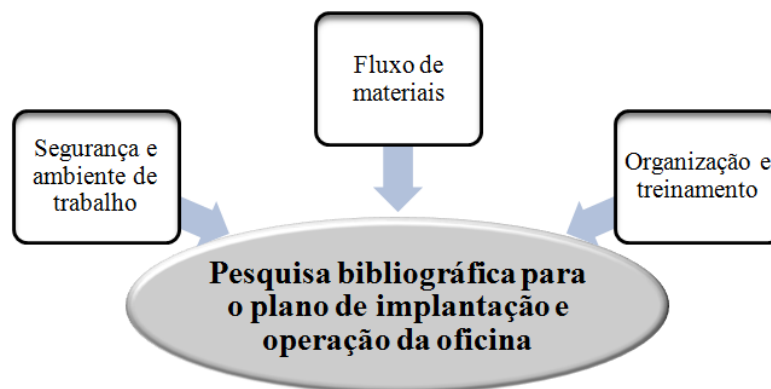 Fluxo de
materiais
Segurança e
ambiente de
trabalho
Organização e
treinamento
Pesquisa bibliográfica para
o plano de implantação e
operação da oficina